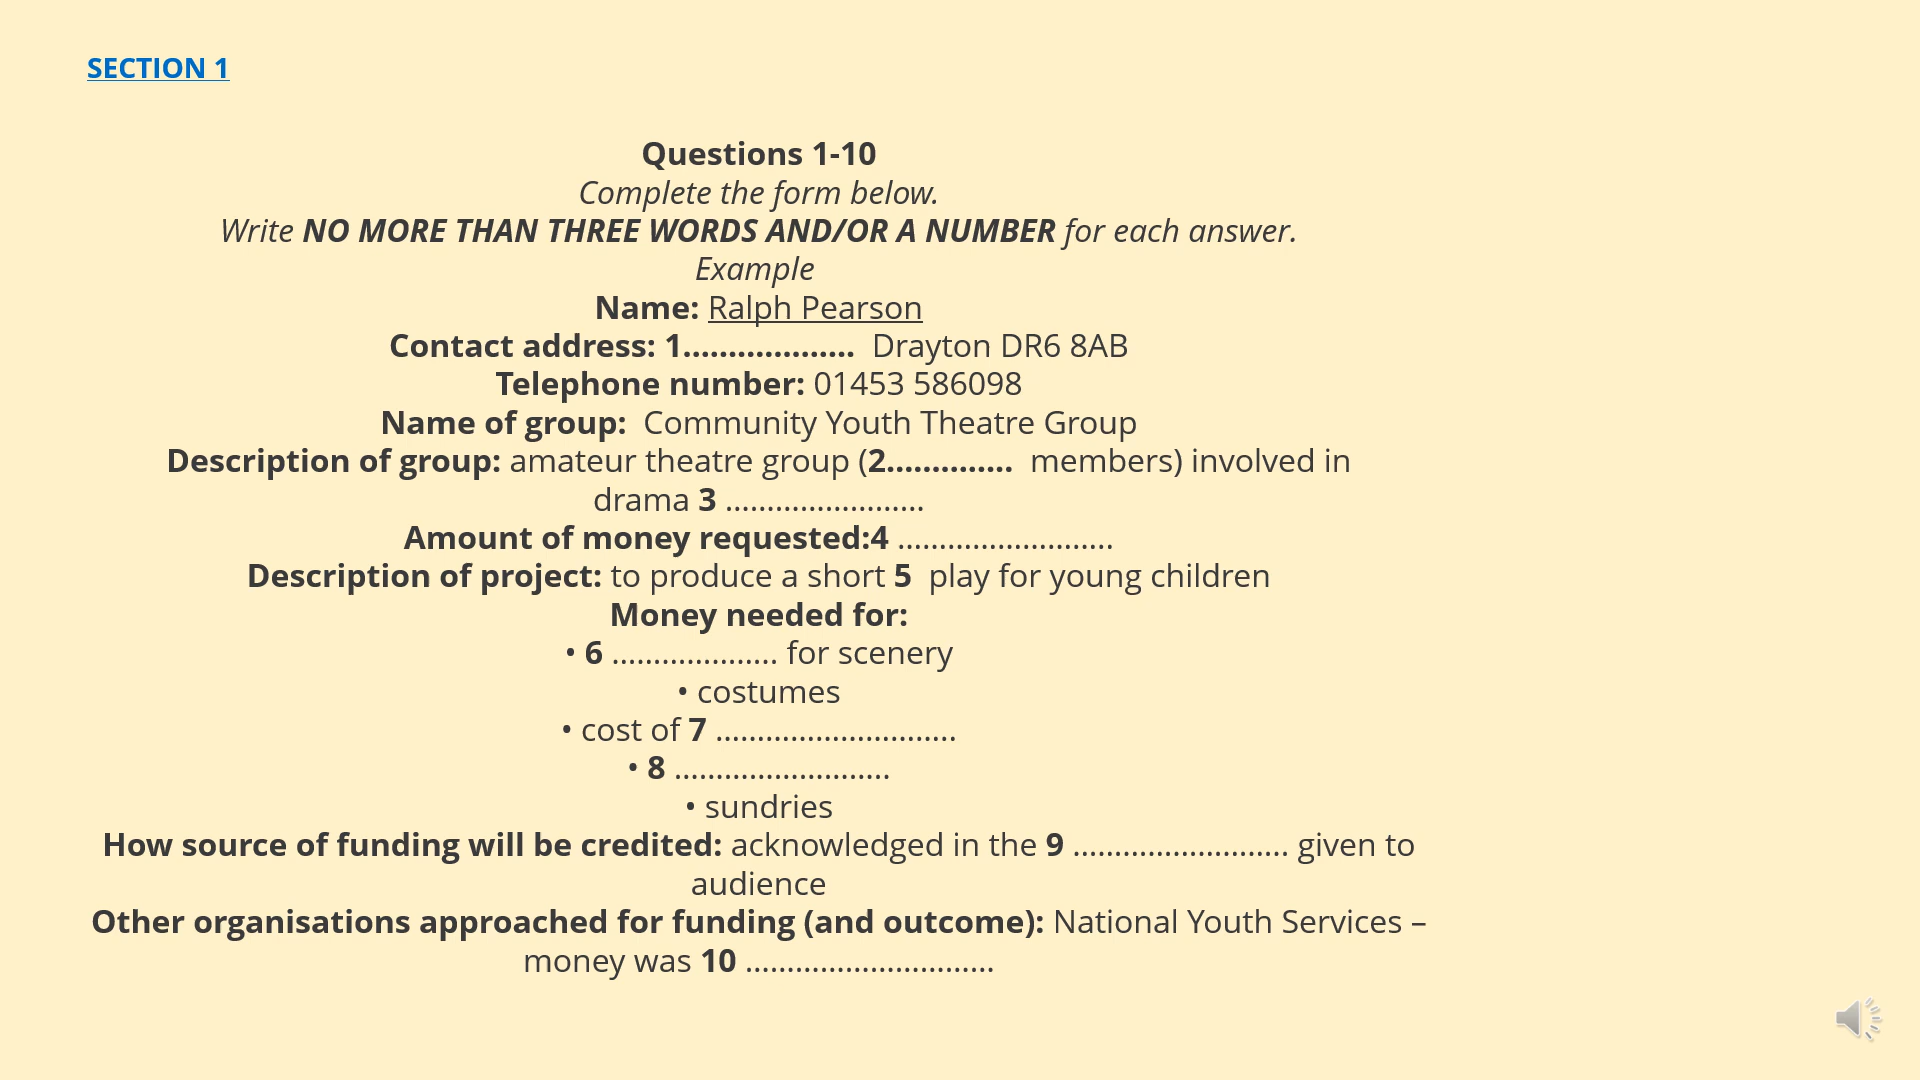 SECTION 1
Questions 1-10
Complete the form below.
Write NO MORE THAN THREE WORDS AND/OR A NUMBER for each answer.
Example
Name: Ralph Pearson
Contact address: 1................... Drayton DR6 8AB
Telephone number: 01453 586098
Name of group: Community Youth Theatre Group
Description of group: amateur theatre group (2.............. members) involved in
drama 3 ........................
Amount of money requested:4 ..........................
Description of project: to produce a short 5 play for young children
Money needed for:
• 6 .................... for scenery
• costumes
• cost of 7 .............................
• 8 ..........................
• sundries
How source of funding will be credited: acknowledged in the 9 .......................... given to
audience
Other organisations approached for funding (and outcome): National Youth Services –
money was 10 ..............................